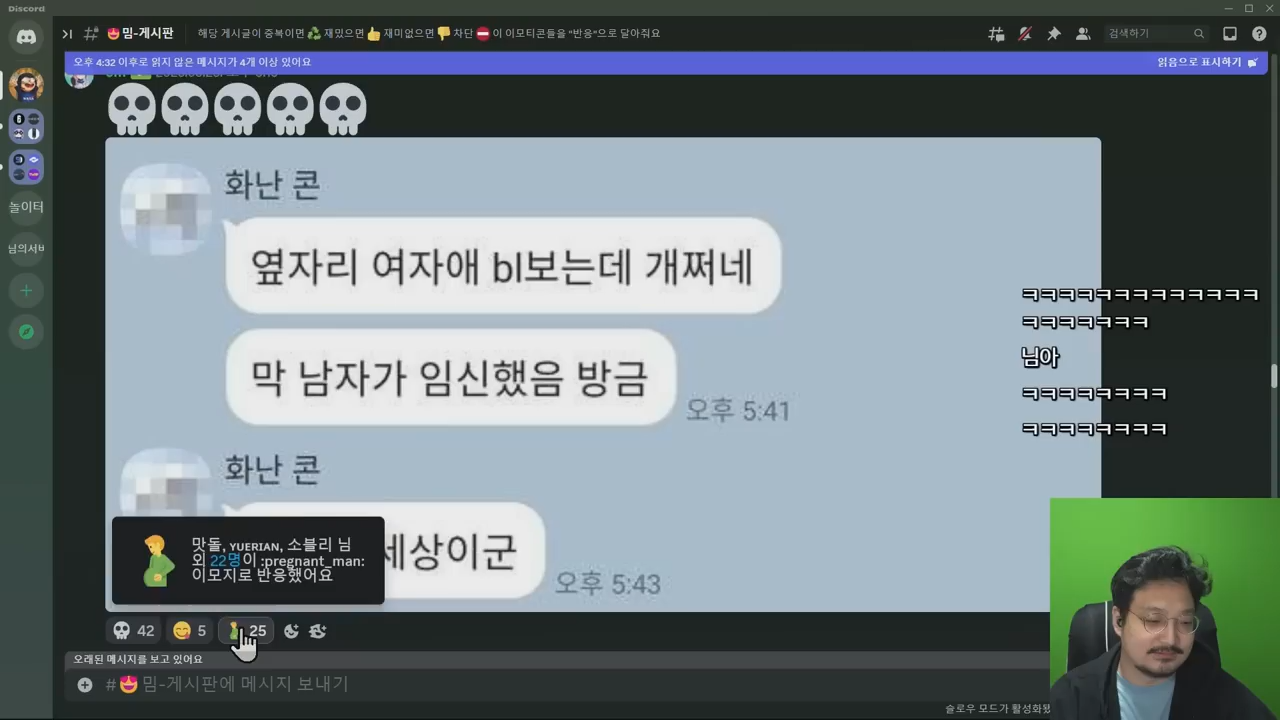 Discord
😍밈-게시판
해당 게시글이 중복이면♻️ 재밌으면👍 재미없으면👎 차단⛔ 이 이모티콘들을 "반응"으로 달아줘요
검색하기
오후 4:32 이후로 읽지 않은 메시지가 4개 이상 있어요
읽음으로 표시하기
💀💀💀💀💀
화난 콘
옆자리 여자애 bl보는데 개쩌네
막 남자가 임신했음 방금
오후 5:41
화난 콘
세상이군
오후 5:43
맛돌, YUERIAN, 소블리 님
외 22명이 :pregnant_man:
이모지로 반응했어요
42
5
25
오래된 메시지를 보고 있어요
#😍밈-게시판에 메시지 보내기
슬로우 모드가 활성화됐
놀이터
님의서버
ㅋㅋㅋㅋㅋㅋㅋㅋㅋㅋㅋㅋㅋ
ㅋㅋㅋㅋㅋㅋㅋ
님아
ㅋㅋㅋㅋㅋㅋㅋㅋ
ㅋㅋㅋㅋㅋㅋㅋㅋ